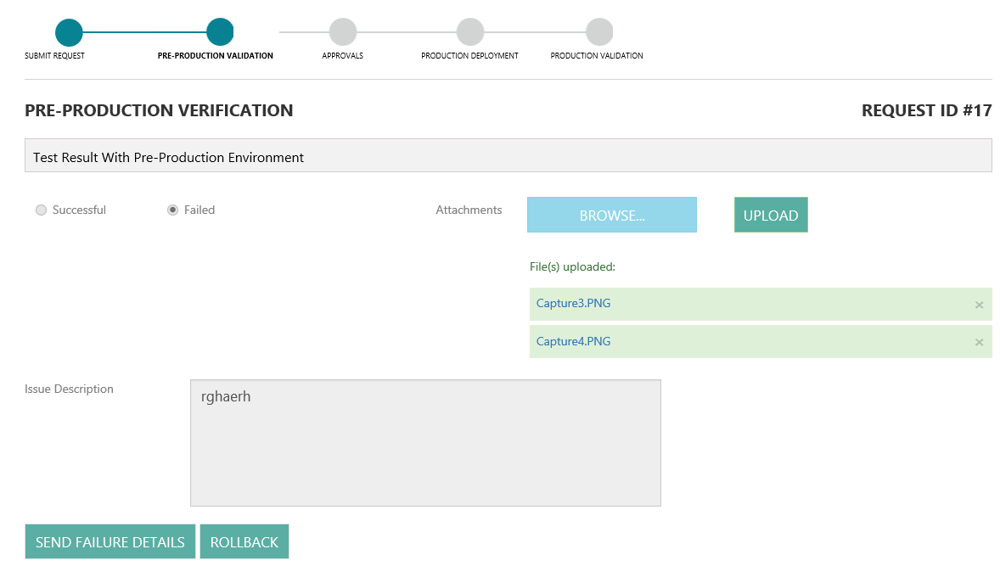 SUBMIT REQUEST
PRE-PRODUCTION VALIDATION
APPROVALS
PRODUCTION DEPLOYMENT
PRODUCTION VALIDATION
PRE-PRODUCTION VERIFICATION
REQUEST ID #17
Test Result With Pre-Production Environment
Successful
Failed
Attachments
BROWSE...
UPLOAD
File(s) uploaded:
Capture3.PNG ×
Capture4.PNG ×
Issue Description
rghaerh
SEND FAILURE DETAILS
ROLLBACK